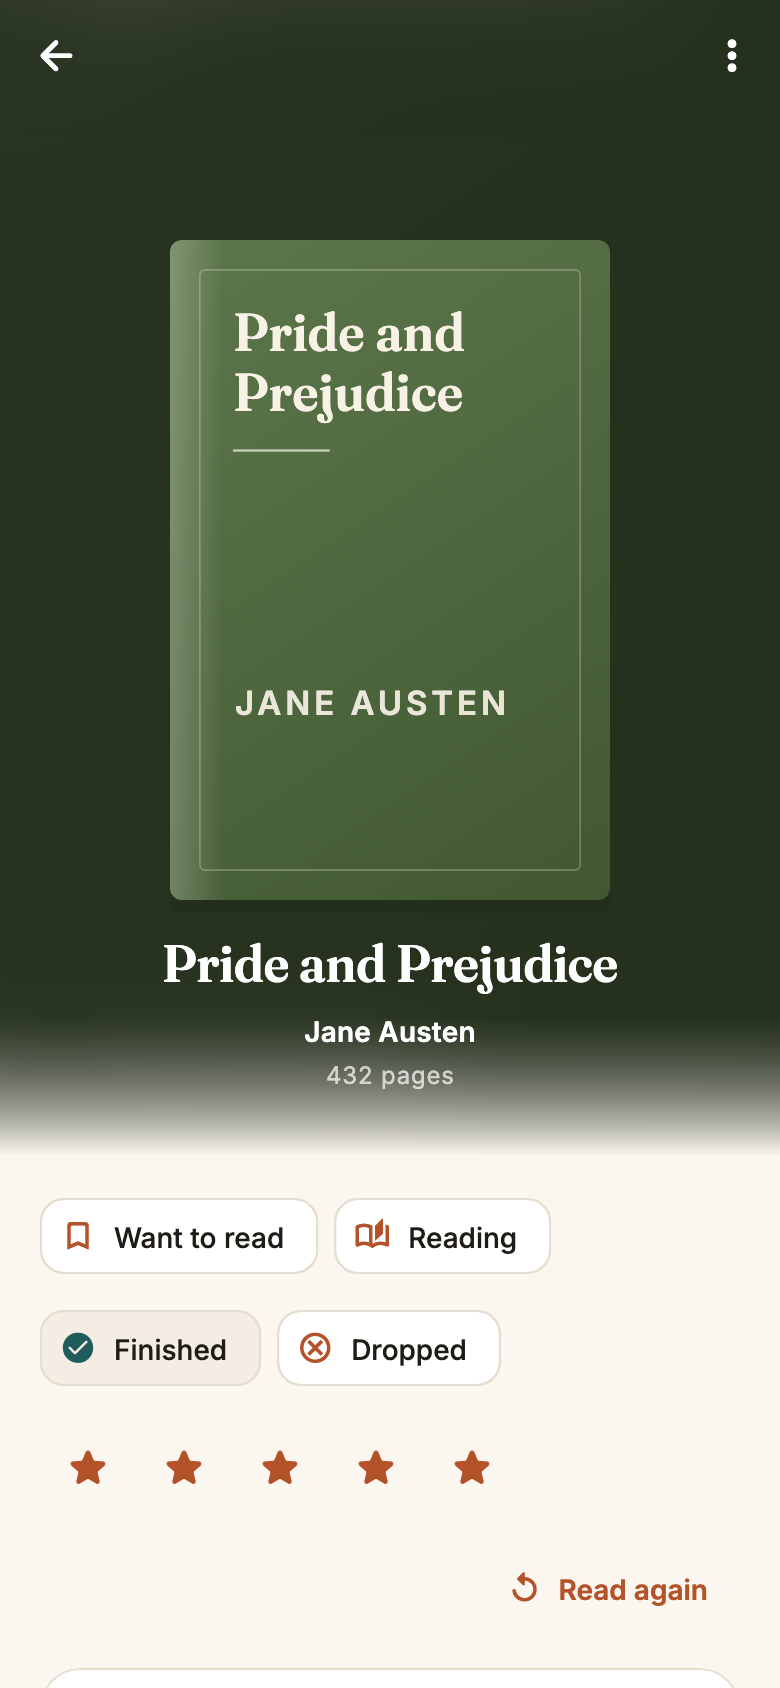 Pride and
Prejudice
JANE AUSTEN
Pride and Prejudice
Jane Austen
432 pages
Want to read
Reading
Finished
Dropped
Read again